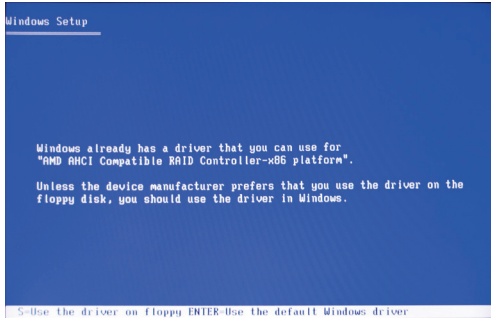 Windows Setup
Windows already has a driver that you can use for
"AMD AHCI Compatible RAID Controller-x86 platform".
Unless the device manufacturer prefers that you use the driver on the
floppy disk, you should use the driver in Windows.
S=Use the driver on floppy ENTER=Use the default Windows driver